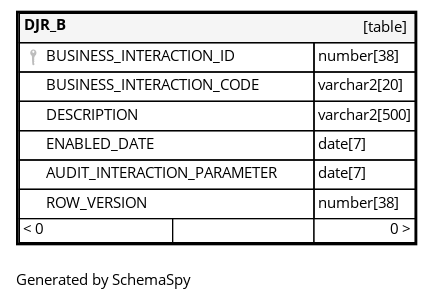 DJR_B [table]
BUSINESS_INTERACTION_ID number[38]
BUSINESS_INTERACTION_CODE varchar2[20]
DESCRIPTION varchar2[500]
ENABLED_DATE date[7]
AUDIT_INTERACTION_PARAMETER date[7]
ROW_VERSION number[38]
< 0 0 >
Generated by SchemaSpy